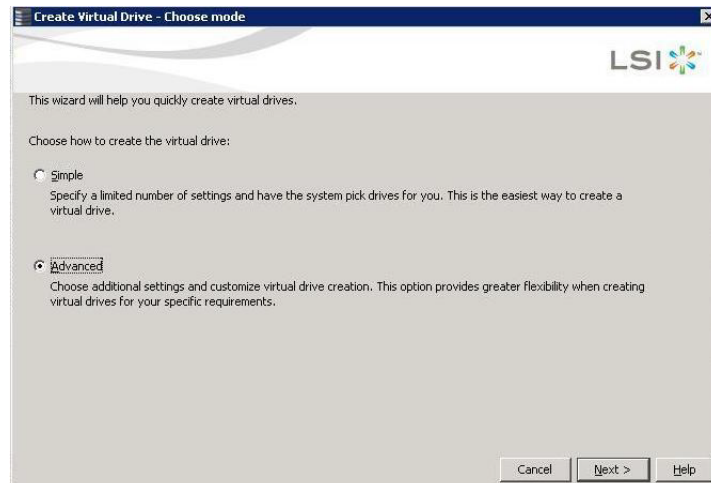 Create Virtual Drive - Choose mode
LSI
This wizard will help you quickly create virtual drives.
Choose how to create the virtual drive:
Simple
Specify a limited number of settings and have the system pick drives for you. This is the easiest way to create a
virtual drive.
Advanced
Choose additional settings and customize virtual drive creation. This option provides greater flexibility when creating
virtual drives for your specific requirements.
Cancel
Next >
Help